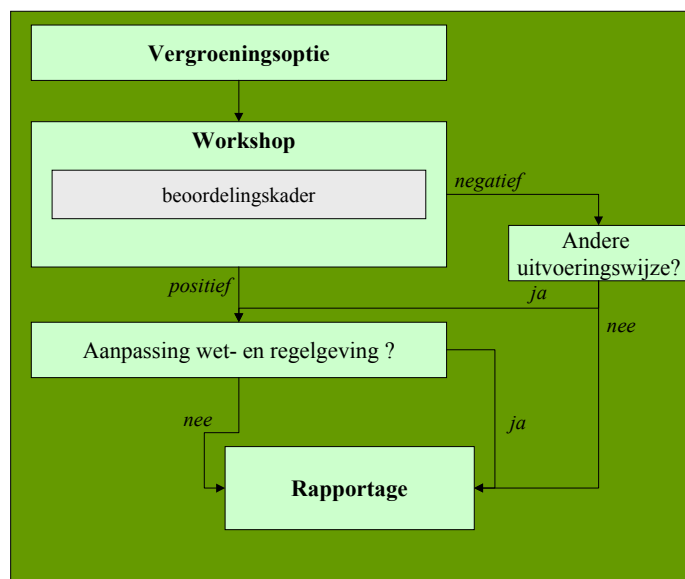 Vergroeningsoptie
Workshop
beoordelingskader
negatief
Andere
uitvoeringswijze?
positief
ja
nee
Aanpassing wet- en regelgeving ?
nee
ja
Rapportage